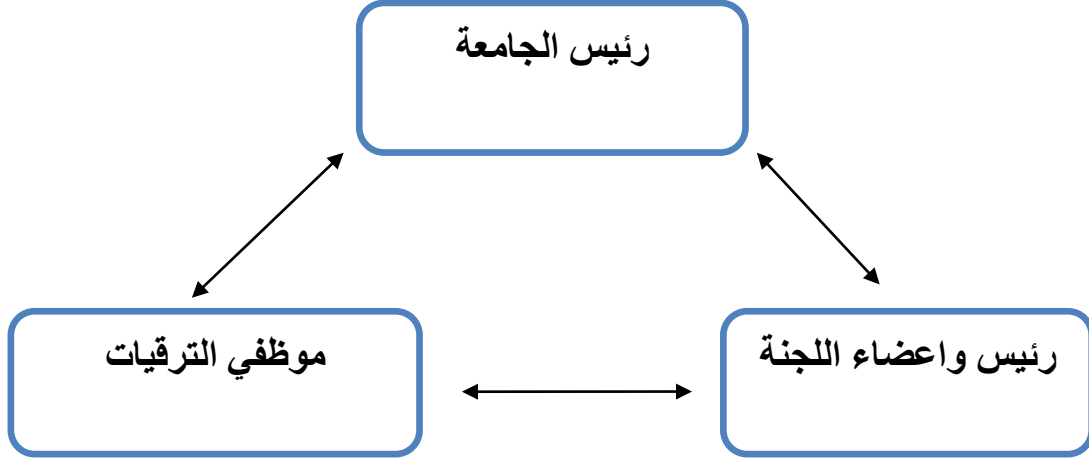 رئيس الجامعة
رئيس واعضاء اللجنة
موظفي الترقيات